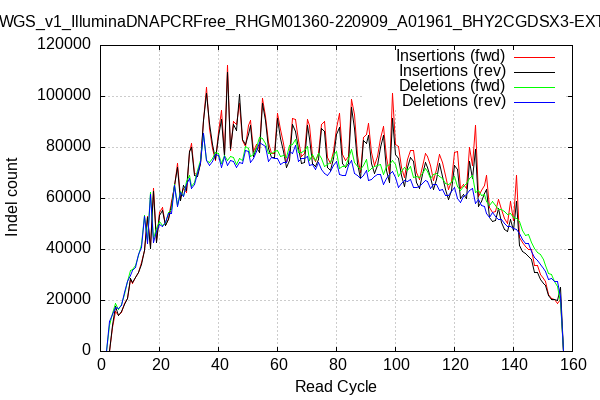 WGS_v1_IlluminaDNAPCRFree_RHGM01360-220909_A01961_BHY2CGDSX3-EXT
120000
100000
80000
60000
40000
20000
0
Indel count
Insertions (fwd)
Insertions (rev)
Deletions (fwd)
Deletions (rev)
0 20 40 60 80 100 120 140 160
Read Cycle